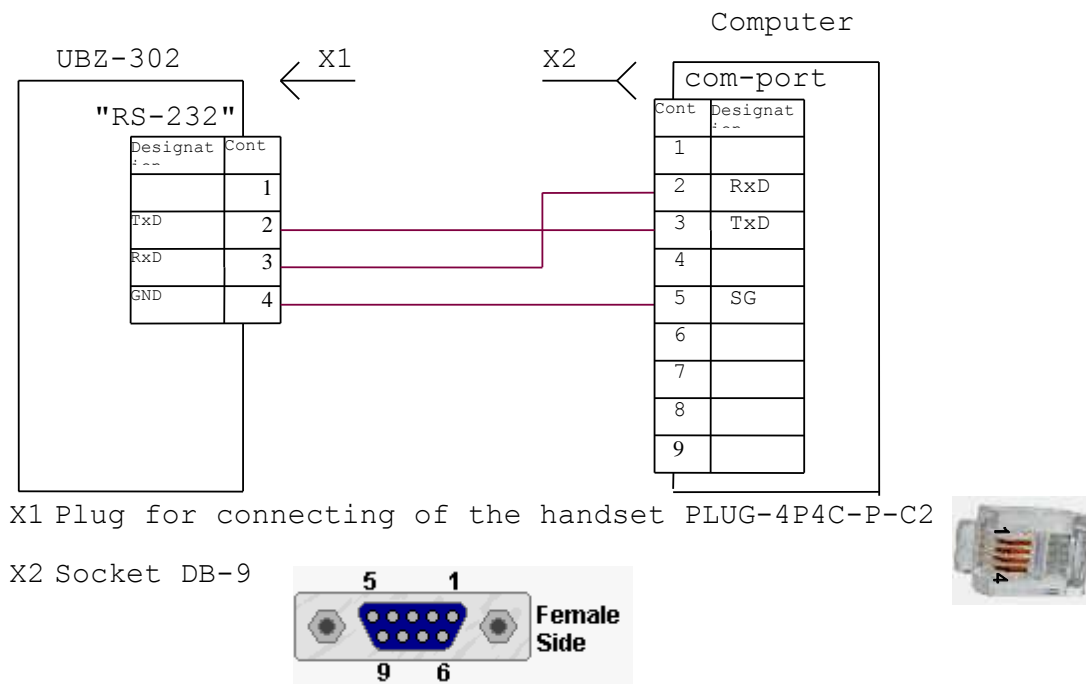 Computer
UBZ-302
X1
X2
com-port
"RS-232"
Designat
Cont
1
TxD 2
RxD 3
GND 4
Cont Designat
1
2 RxD
3 TxD
4
5 SG
6
7
8
9
X1 Plug for connecting of the handset PLUG-4P4C-P-C2
1
4
X2 Socket DB-9
5 1
Female
Side
9 6